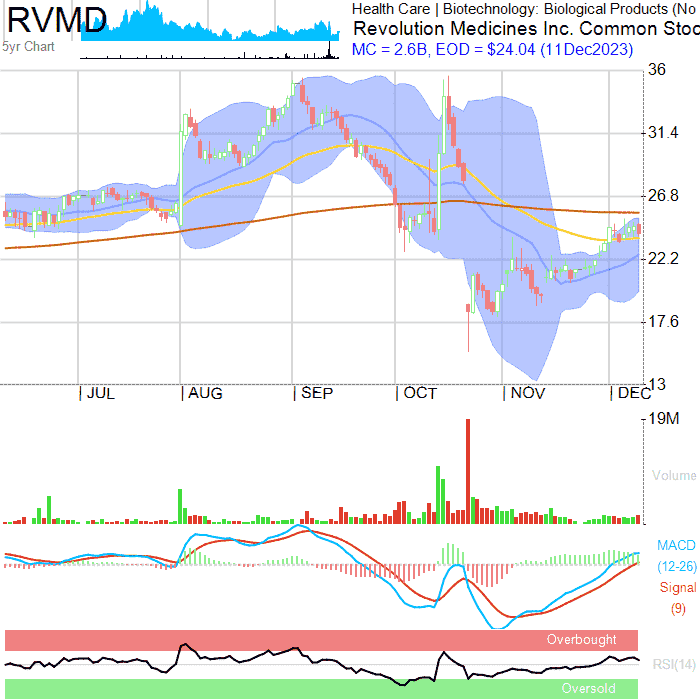 RVMD
5yr Chart
Health Care | Biotechnology: Biological Products (No
Revolution Medicines Inc. Common Stoc
MC = 2.6B, EOD = $24.04 (11Dec2023)
36
31.4
26.8
22.2
17.6
13
JUL AUG SEP OCT NOV DEC
19M
Volume
MACD
(12-26)
Signal
(9)
Overbought
RSI(14)
Oversold